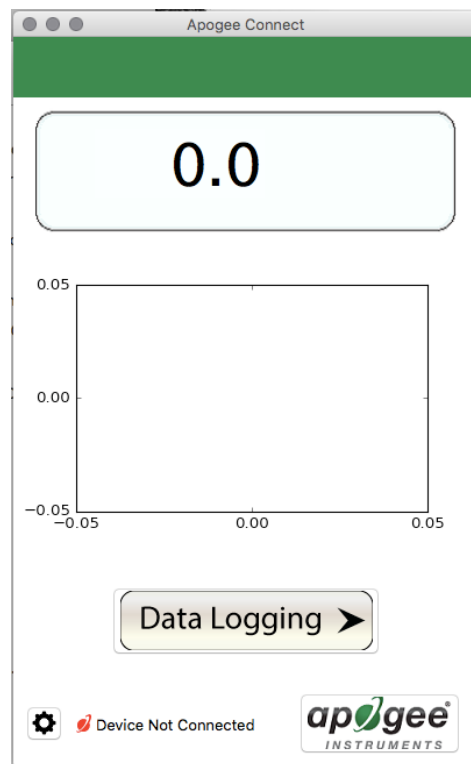 Apogee Connect
0.0
0.05
0.00
−0.05
−0.05 0.00 0.05
Data Logging
Device Not Connected
apogee®
INSTRUMENTS